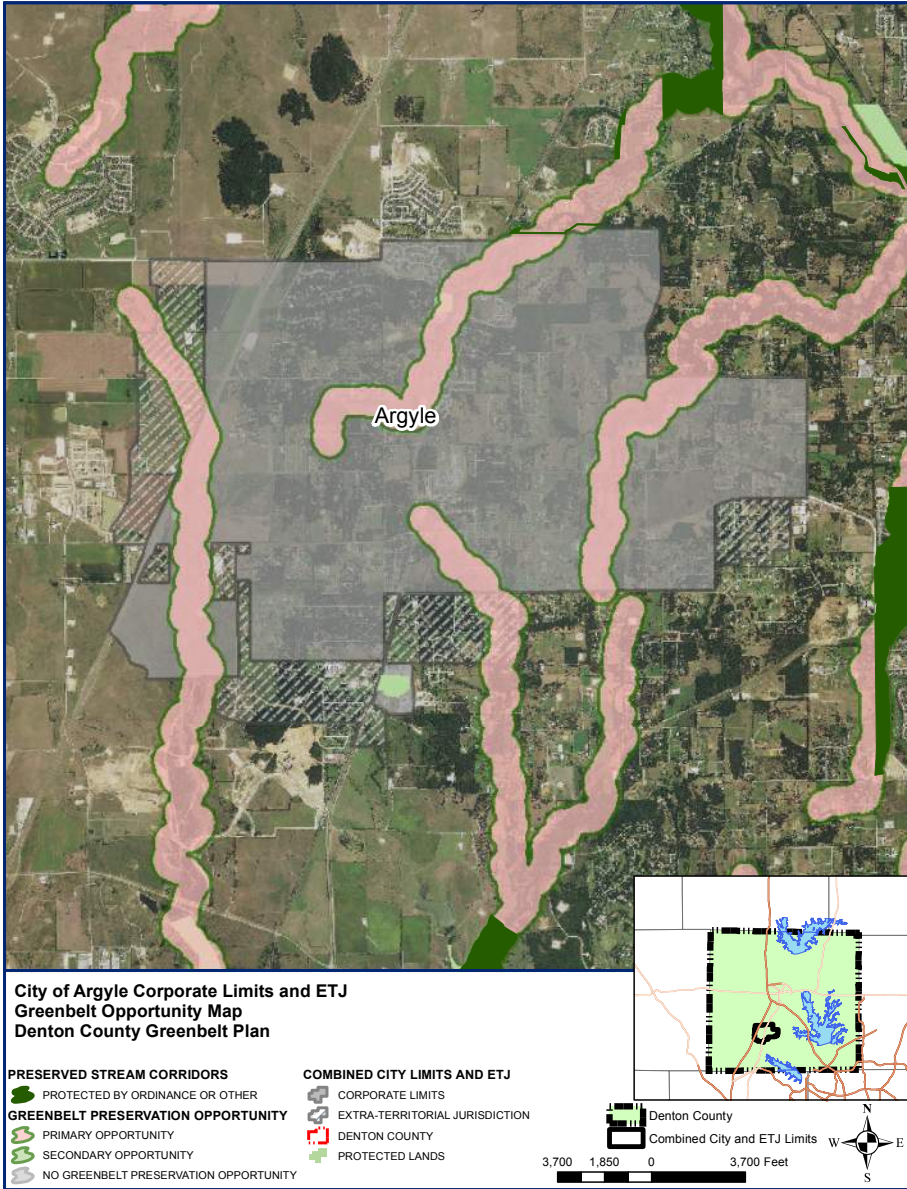 Argyle
City of Argyle Corporate Limits and ETJ
Greenbelt Opportunity Map
Denton County Greenbelt Plan
PRESERVED STREAM CORRIDORS
PROTECTED BY ORDINANCE OR OTHER
GREENBELT PRESERVATION OPPORTUNITY
PRIMARY OPPORTUNITY
SECONDARY OPPORTUNITY
NO GREENBELT PRESERVATION OPPORTUNITY
COMBINED CITY LIMITS AND ETJ
CORPORATE LIMITS
EXTRA-TERRITORIAL JURISDICTION
DENTON COUNTY
PROTECTED LANDS
Denton County
Combined City and ETJ Limits
N
W E
S
3,700 1,850 0 3,700 Feet